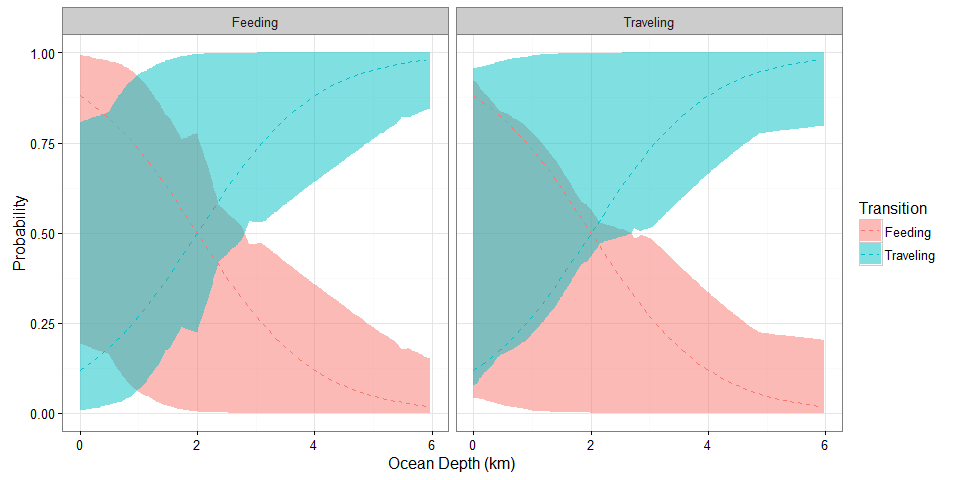 Feeding Traveling
1.00
0.75
0.50
0.25
0.00
Probability
0 2 4 6 0 2 4 6
Ocean Depth (km)
Transition
Feeding
Traveling